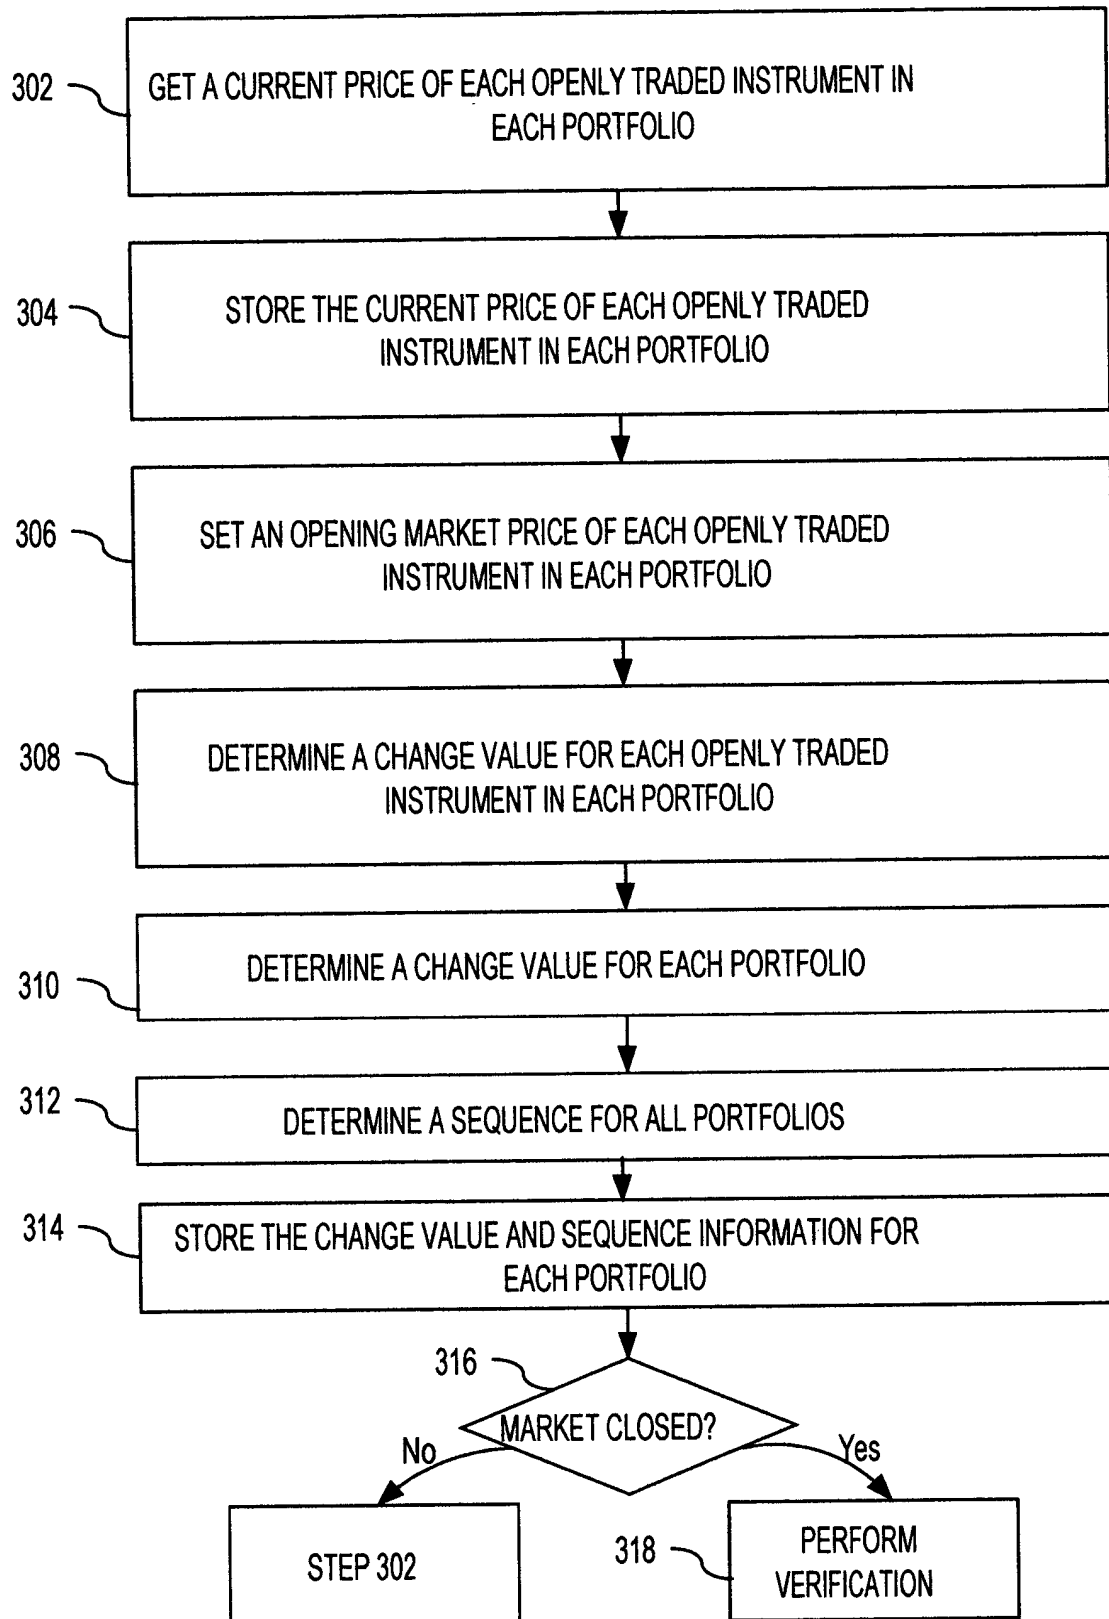 302
GET A CURRENT PRICE OF EACH OPENLY TRADED INSTRUMENT IN
EACH PORTFOLIO
304
STORE THE CURRENT PRICE OF EACH OPENLY TRADED
INSTRUMENT IN EACH PORTFOLIO
306
SET AN OPENING MARKET PRICE OF EACH OPENLY TRADED
INSTRUMENT IN EACH PORTFOLIO
308
DETERMINE A CHANGE VALUE FOR EACH OPENLY TRADED
INSTRUMENT IN EACH PORTFOLIO
310
DETERMINE A CHANGE VALUE FOR EACH PORTFOLIO
312
DETERMINE A SEQUENCE FOR ALL PORTFOLIOS
314
STORE THE CHANGE VALUE AND SEQUENCE INFORMATION FOR
EACH PORTFOLIO
316
MARKET CLOSED?
No
Yes
STEP 302
318
PERFORM
VERIFICATION